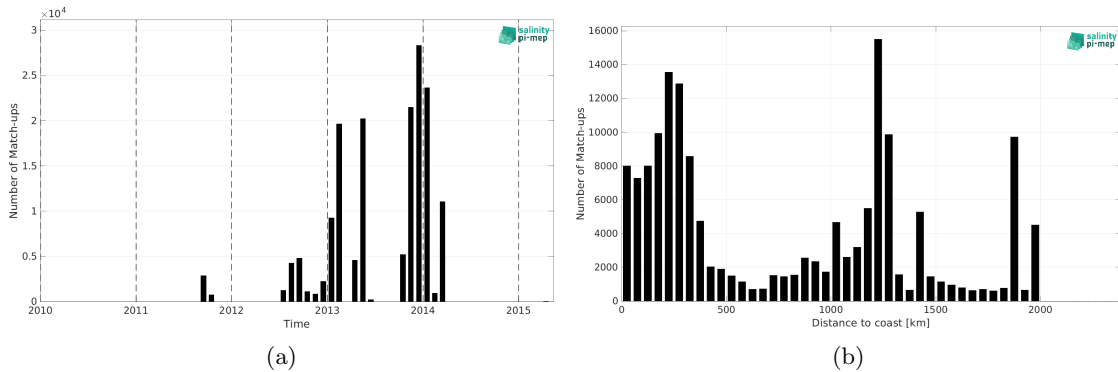 ×10⁴
salinity
pi-mep
3
2.5
2
1.5
1
0.5
0
Number of Match-ups
2010 2011 2012 2013 2014 2015
Time
(a)
salinity
pi-mep
16000
14000
12000
10000
8000
6000
4000
2000
0
Number of Match-ups
0 500 1000 1500 2000
Distance to coast [km]
(b)